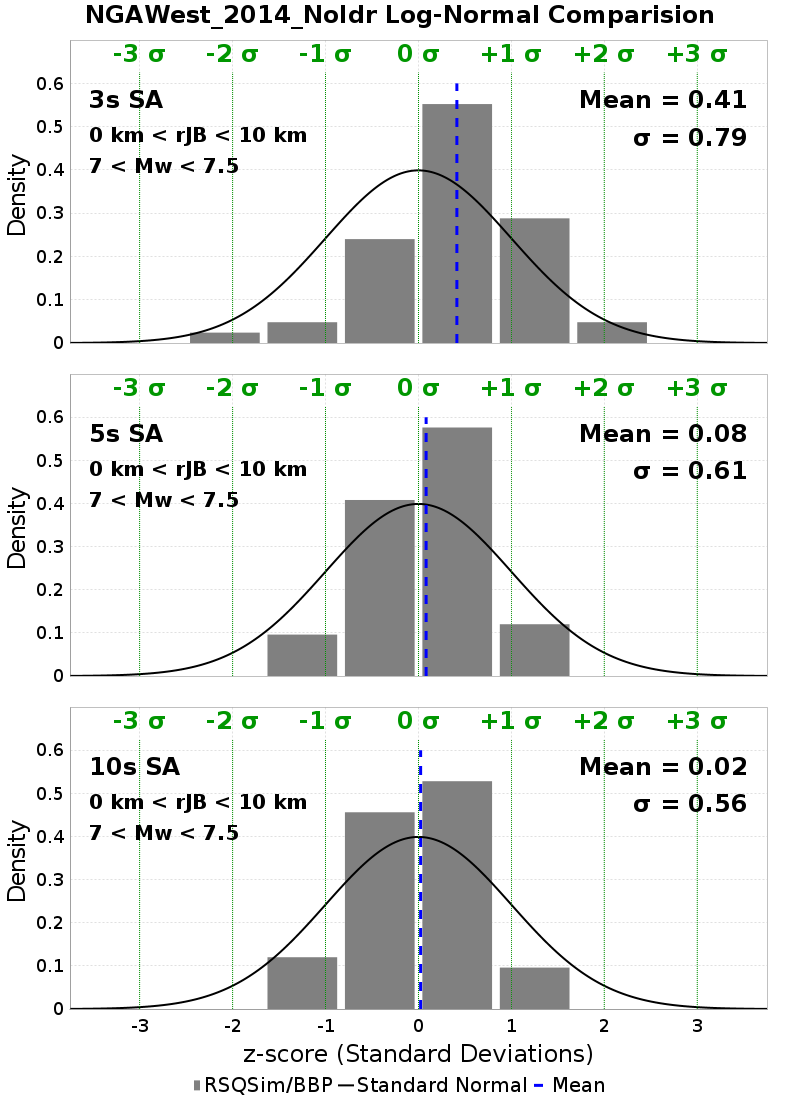 NGAWest_2014_NoIdr Log-Normal Comparision
-3 σ -2 σ -1 σ 0 σ +1 σ +2 σ +3 σ
3s SA
0 km < rJB < 10 km
7 < Mw < 7.5
Mean = 0.41
σ = 0.79
Density
0.6
0.5
0.4
0.3
0.2
0.1
0
-3 σ -2 σ -1 σ 0 σ +1 σ +2 σ +3 σ
5s SA
0 km < rJB < 10 km
7 < Mw < 7.5
Mean = 0.08
σ = 0.61
Density
0.6
0.5
0.4
0.3
0.2
0.1
0
-3 σ -2 σ -1 σ 0 σ +1 σ +2 σ +3 σ
10s SA
0 km < rJB < 10 km
7 < Mw < 7.5
Mean = 0.02
σ = 0.56
Density
0.6
0.5
0.4
0.3
0.2
0.1
0
-3 -2 -1 0 1 2 3
z-score (Standard Deviations)
RSQSim/BBP Standard Normal Mean